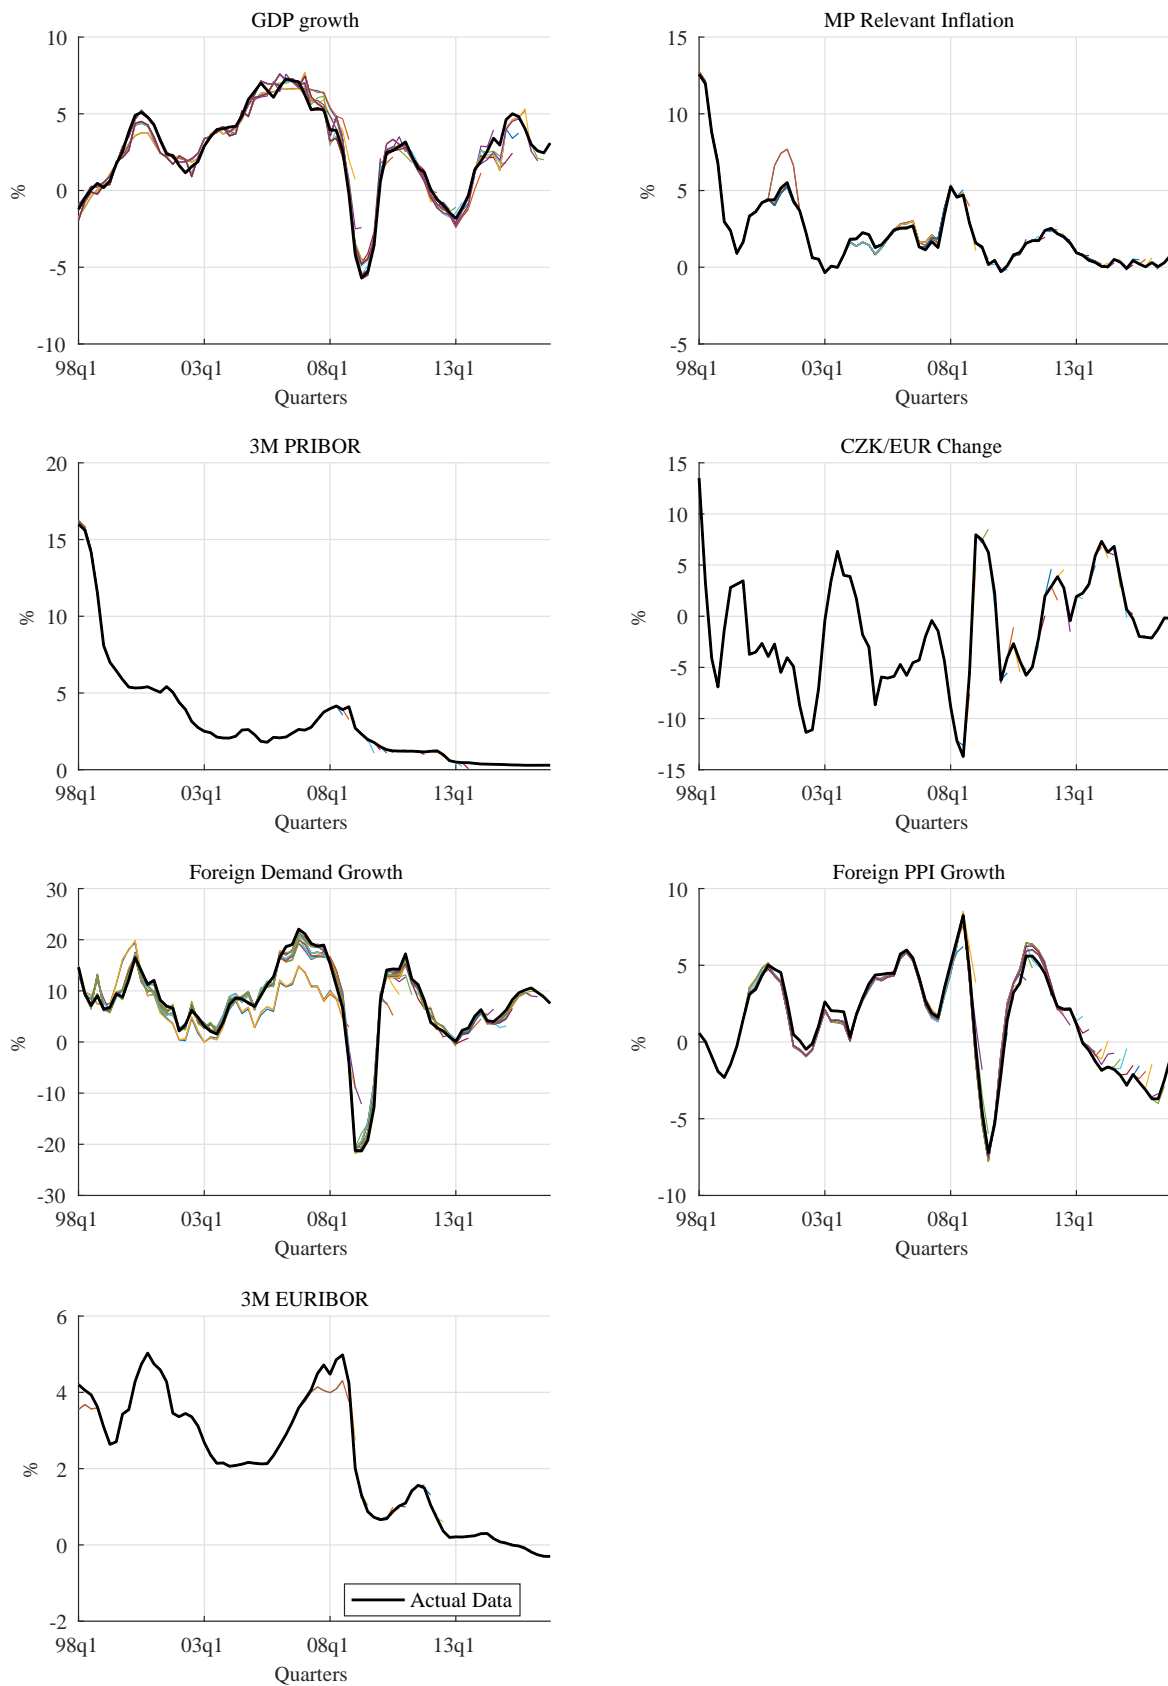 GDP growth
10
5
0
-5
-10
%
98q1 03q1 08q1 13q1
Quarters
MP Relevant Inflation
15
10
5
0
-5
%
98q1 03q1 08q1 13q1
Quarters
3M PRIBOR
20
15
10
5
0
%
98q1 03q1 08q1 13q1
Quarters
CZK/EUR Change
15
10
5
0
-5
-10
-15
%
98q1 03q1 08q1 13q1
Quarters
Foreign Demand Growth
30
20
10
0
-10
-20
-30
%
98q1 03q1 08q1 13q1
Quarters
Foreign PPI Growth
10
5
0
-5
-10
%
98q1 03q1 08q1 13q1
Quarters
3M EURIBOR
6
4
2
0
-2
%
Actual Data
98q1 03q1 08q1 13q1
Quarters